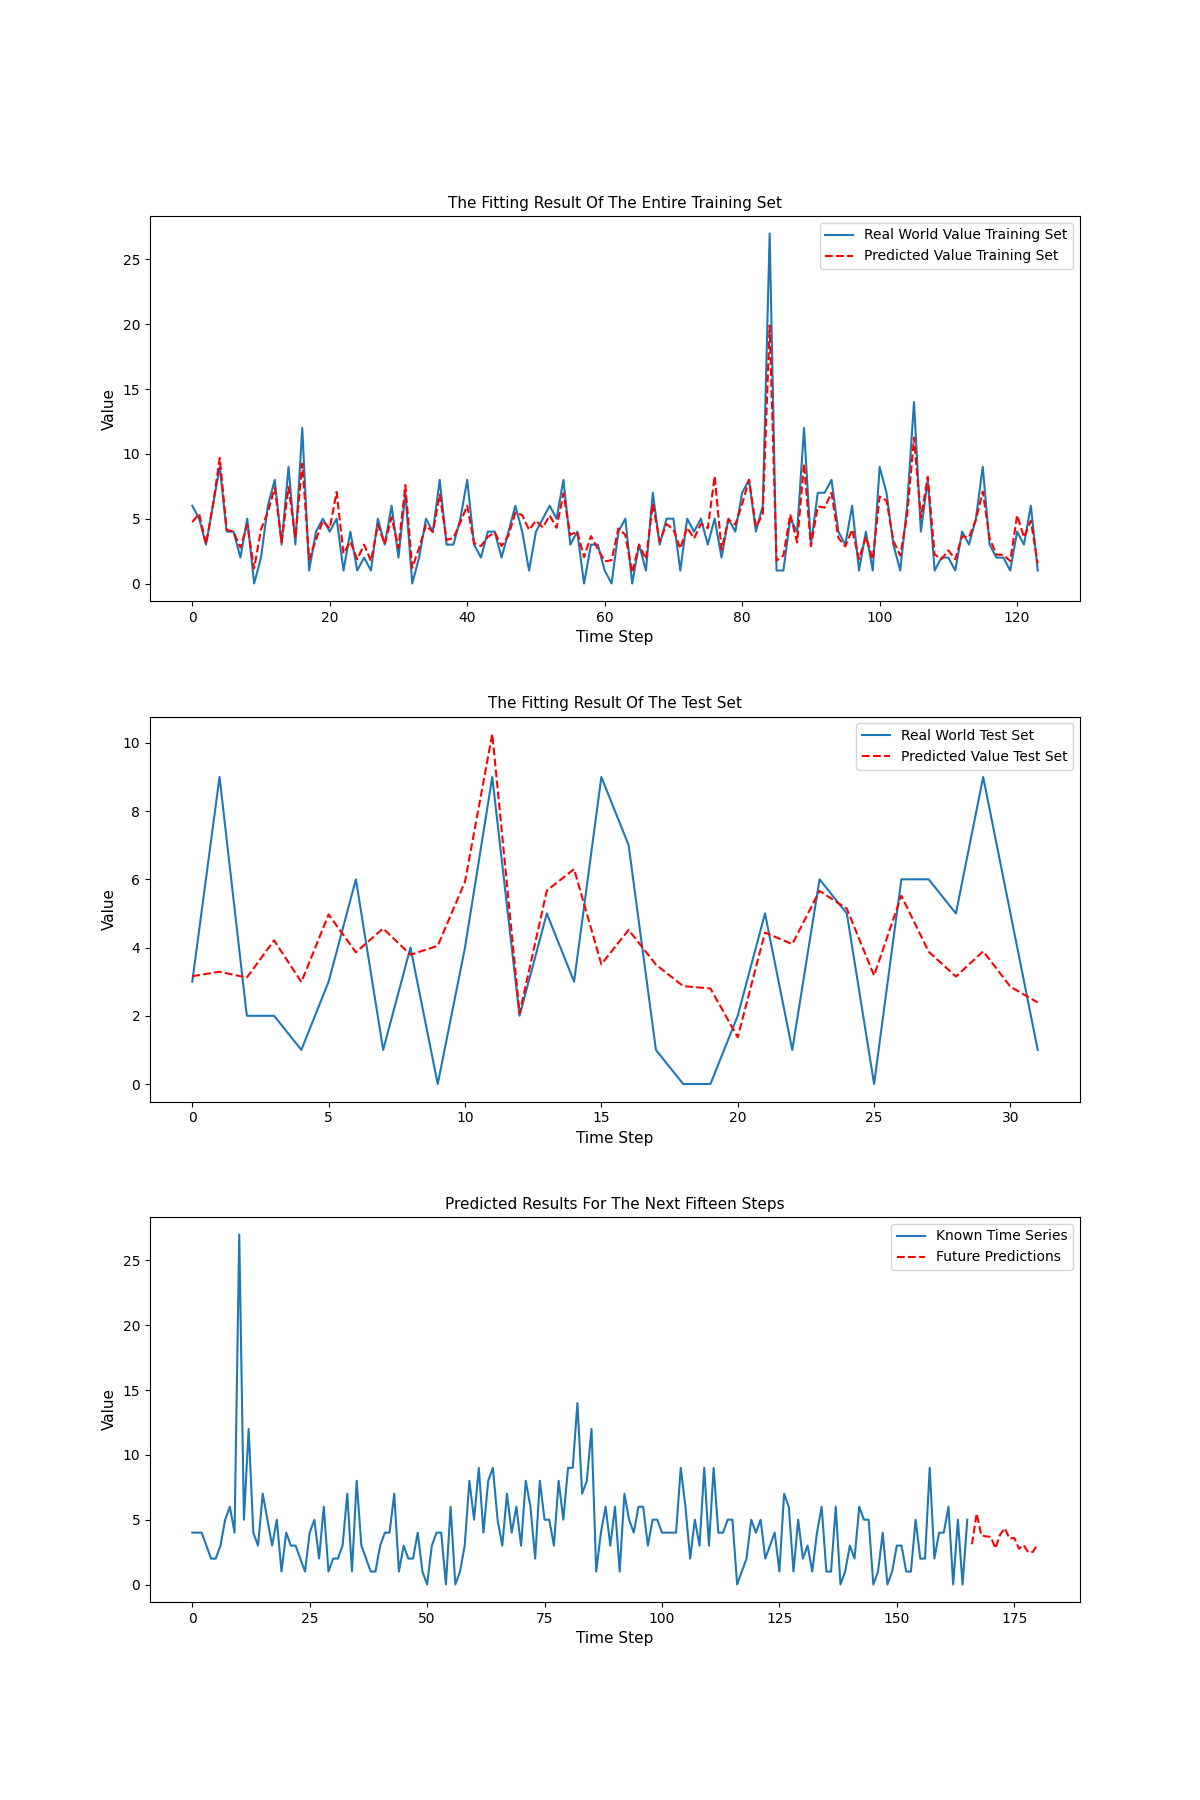 The Fitting Result Of The Entire Training Set
Real World Value Training Set
Predicted Value Training Set
25
20
15
10
5
0
Value
0 20 40 60 80 100 120
Time Step
The Fitting Result Of The Test Set
Real World Test Set
Predicted Value Test Set
10
8
6
4
2
0
Value
0 5 10 15 20 25 30
Time Step
Predicted Results For The Next Fifteen Steps
Known Time Series
Future Predictions
25
20
15
10
5
0
Value
0 25 50 75 100 125 150 175
Time Step